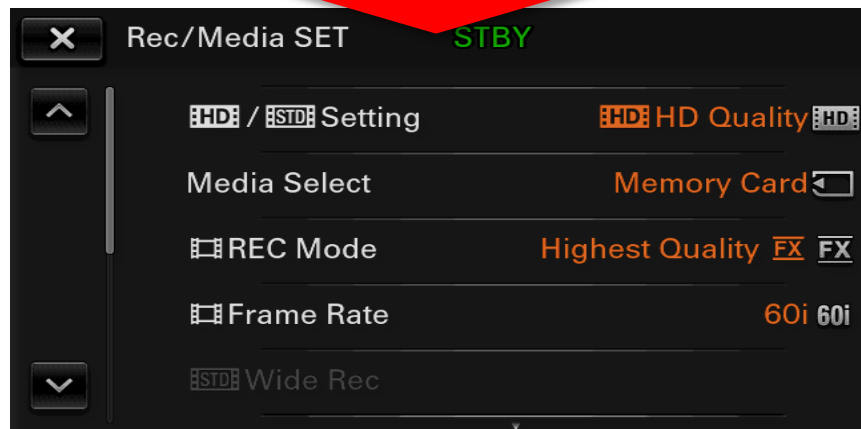 Rec/Media SET STBY
HD / STD Setting HD HD Quality HD
Media Select Memory Card
REC Mode Highest Quality FX FX
Frame Rate 60i 60i
STD Wide Rec